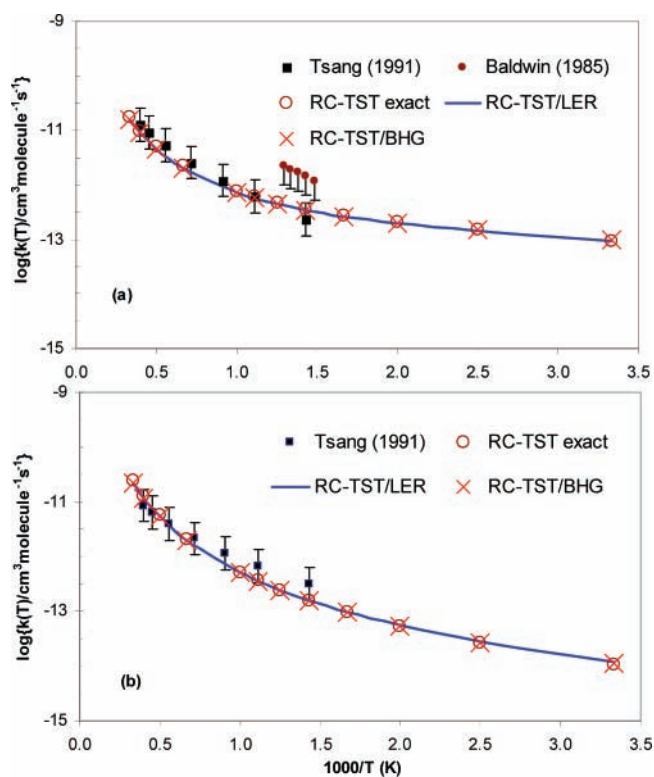 -9
Tsang (1991)
Baldwin (1985)
RC-TST exact
RC-TST/LER
RC-TST/BHG
-11
-13
-15
log{k(T)/cm³molecule⁻¹s⁻¹}
(a)
0.0 0.5 1.0 1.5 2.0 2.5 3.0 3.5
-9
Tsang (1991)
RC-TST exact
RC-TST/LER
RC-TST/BHG
-11
-13
-15
log{k(T)/cm³molecule⁻¹s⁻¹}
(b)
0.0 0.5 1.0 1.5 2.0 2.5 3.0 3.5
1000/T (K)